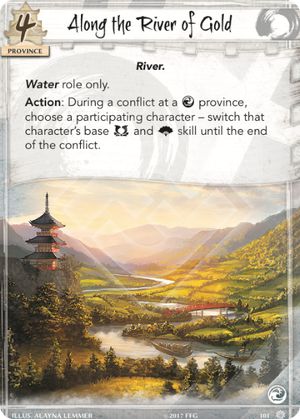 4
Along the River of Gold
PROVINCE
River.
Water role only.
Action: During a conflict at a province,
choose a participating character – switch that
character's base and skill until the end
of the conflict.
ILLUS. ALAYNA LEMMER
©2017 FFG
101